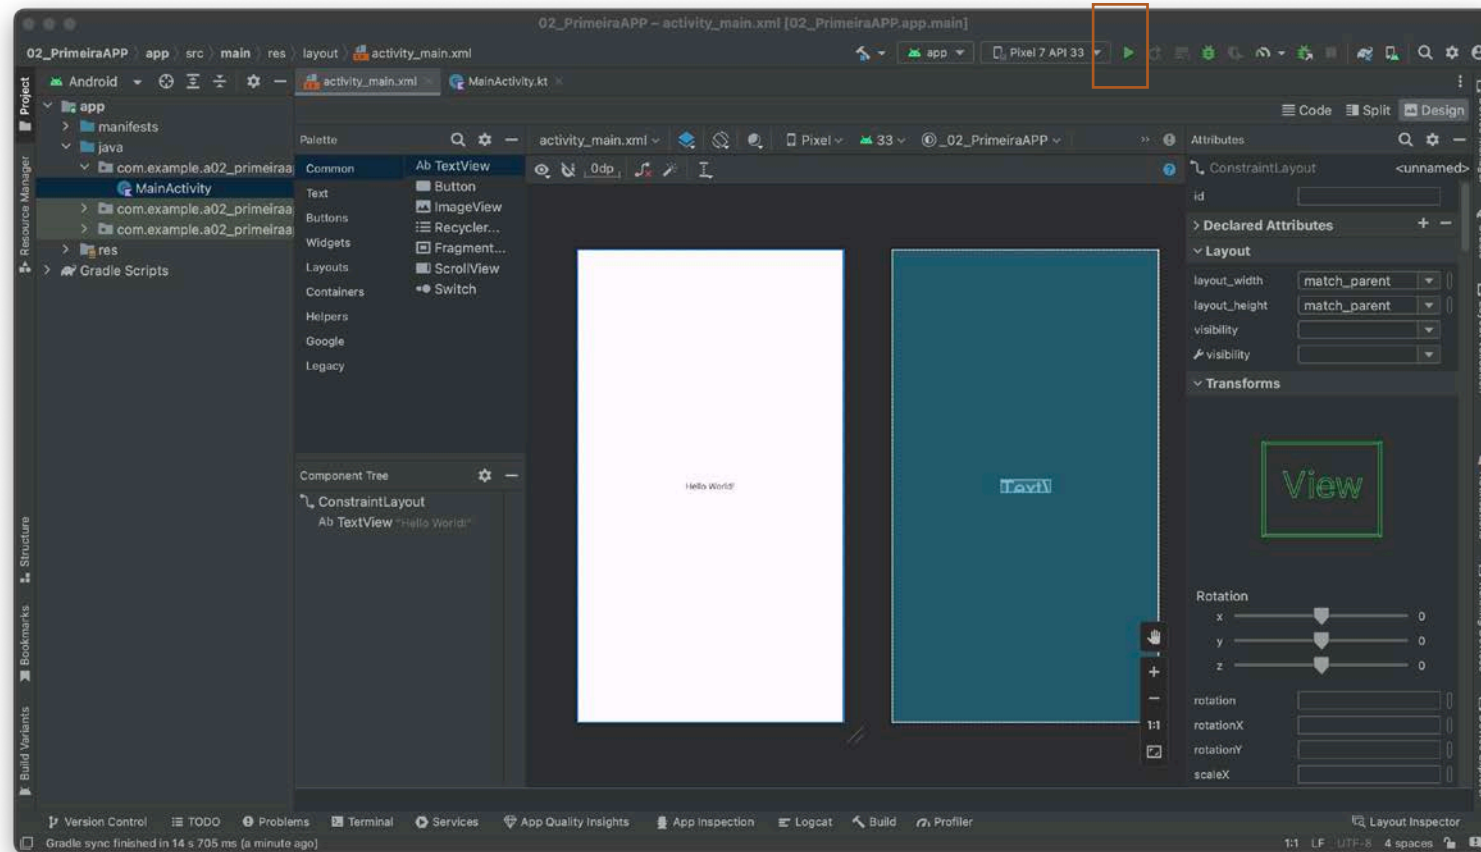 02_PrimeiraAPP – activity_main.xml [02_PrimeiraAPP.app.main]
02_PrimeiraAPP app src main res layout activity_main.xml
app Pixel 7 API 33
Project
Android
activity_main.xml MainActivity.kt
app
manifests
java
com.example.a02_primeiraa
MainActivity
com.example.a02_primeiraa
com.example.a02_primeiraa
res
Gradle Scripts
Resource Manager
Structure
Bookmarks
Build Variants
Code Split Design
Palette
Common
Text
Buttons
Widgets
Layouts
Containers
Helpers
Google
Legacy
Ab TextView
Button
ImageView
Recycler...
Fragment...
ScrollView
Switch
Component Tree
ConstraintLayout
Ab TextView "Hello World!"
activity_main.xml Pixel 33 _02_PrimeiraAPP
0dp
Hello World!
1:1
Attributes
ConstraintLayout <unnamed>
id
Declared Attributes
Layout
layout_width match_parent
layout_height match_parent
visibility
visibility
Transforms
View
Rotation
x 0
y 0
z 0
rotation
rotationX
rotationY
scaleX
Version Control TODO Problems Terminal Services App Quality Insights App Inspection Logcat Build Profiler Layout Inspector
Gradle sync finished in 14 s 705 ms (a minute ago) 1:1 LF UTF-8 4 spaces